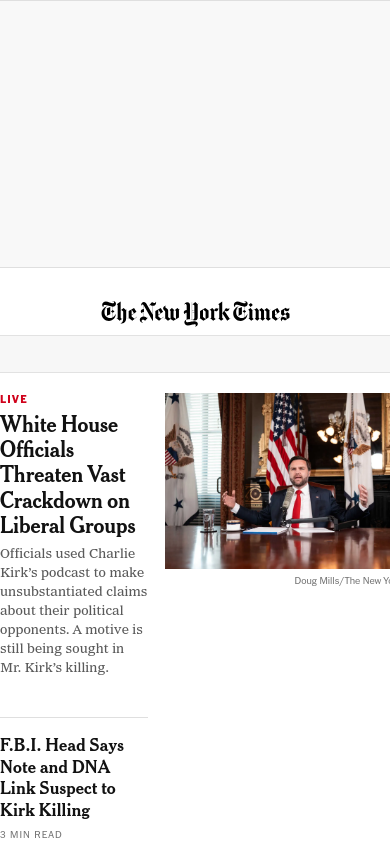 The New York Times
LIVE
White House
Officials
Threaten Vast
Crackdown on
Liberal Groups
Officials used Charlie
Kirk’s podcast to make
unsubstantiated claims
about their political
opponents. A motive is
still being sought in
Mr. Kirk’s killing.
Doug Mills/The New Yo
F.B.I. Head Says
Note and DNA
Link Suspect to
Kirk Killing
3 MIN READ